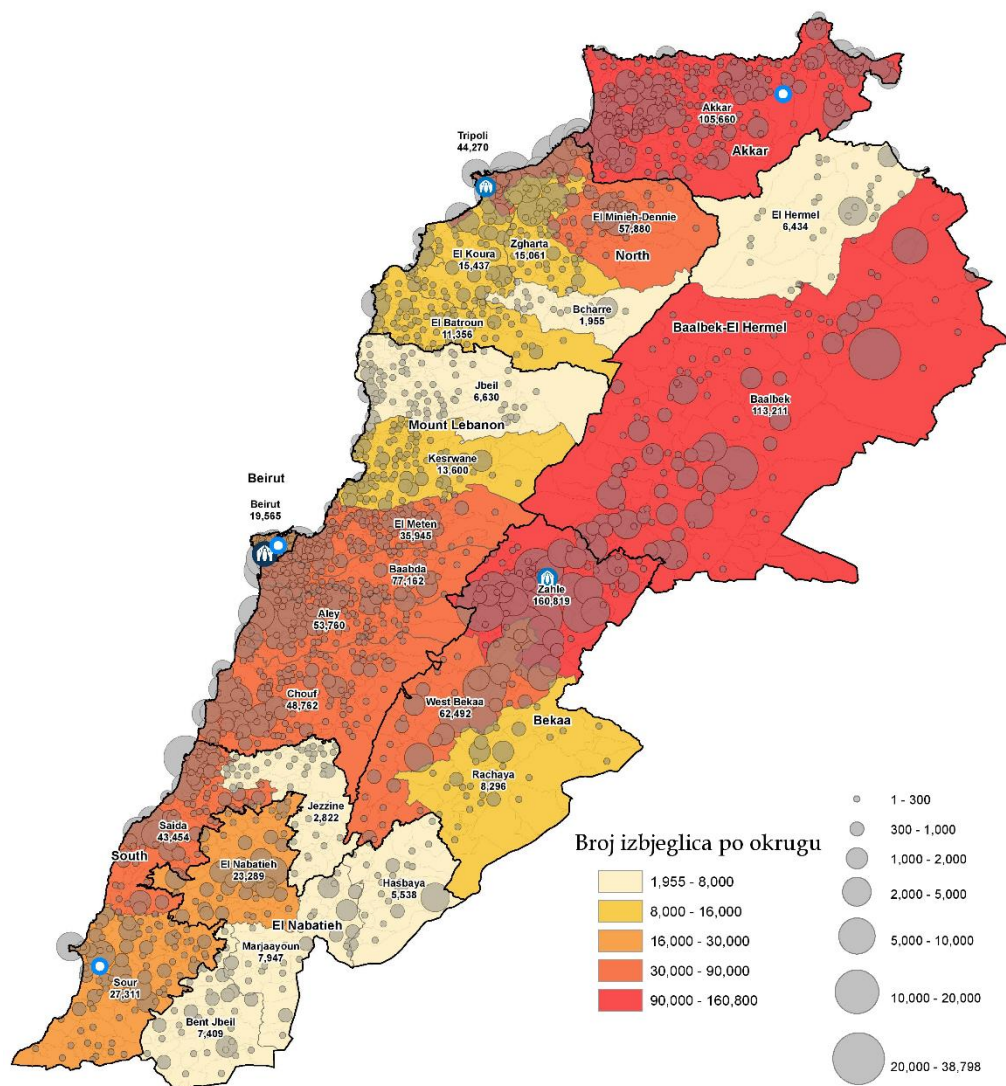 Akkar
105,660
Akkar
Tripoli
44,270
El Hermel
6,434
El Minieh-Dennie
57,880
North
Zgharta
15,061
El Koura
15,437
Bcharre
1,955
El Batroun
11,356
Baalbek-El Hermel
Jbeil
6,630
Baalbek
113,211
Mount Lebanon
Kesrwane
13,600
Beirut
Beirut
19,565
El Meten
35,945
Baabda
77,162
Zahle
160,819
Aley
53,760
Chouf
48,762
West Bekaa
62,492
Bekaa
Rachaya
8,296
Jezzine
2,822
Saida
43,454
South
El Nabatieh
23,289
Hasbaya
5,538
El Nabatieh
Marjaayoun
7,947
Sour
27,311
Bent Jbeil
7,409
Broj izbjeglica po okrugu
1,955 - 8,000
8,000 - 16,000
16,000 - 30,000
30,000 - 90,000
90,000 - 160,800
1 - 300
300 - 1,000
1,000 - 2,000
2,000 - 5,000
5,000 - 10,000
10,000 - 20,000
20,000 - 38,798